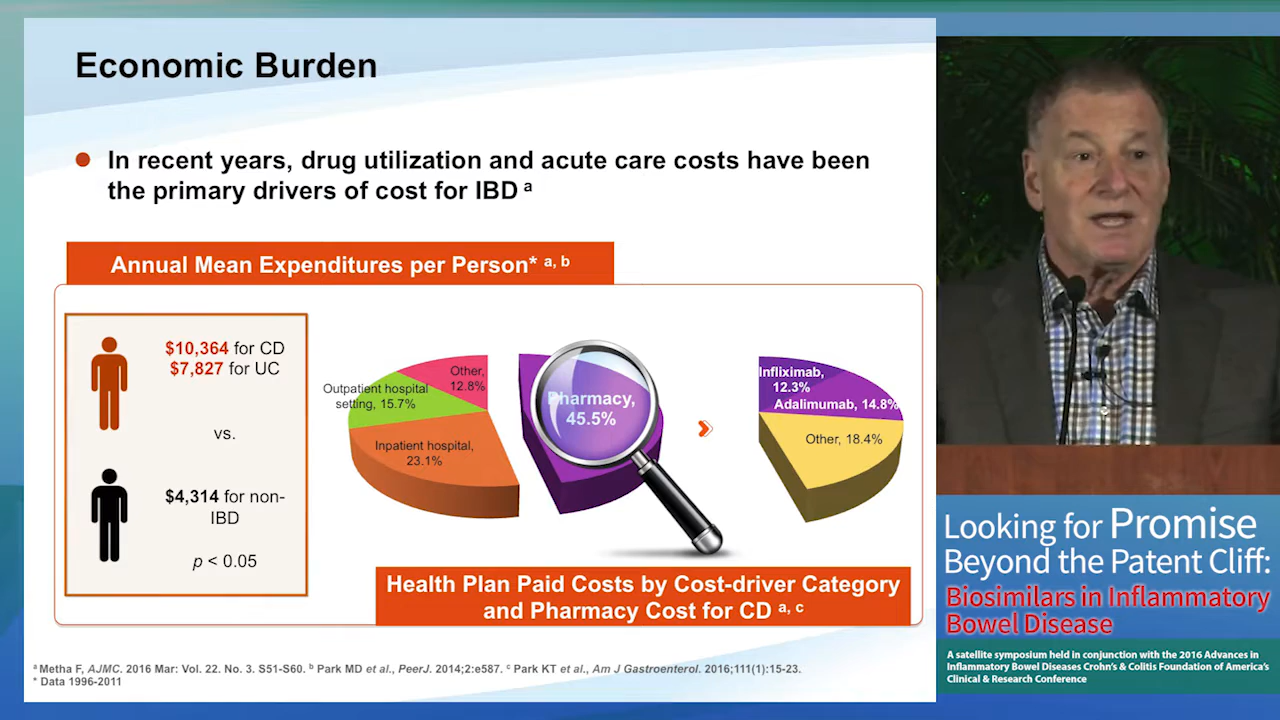 Economic Burden
In recent years, drug utilization and acute care costs have been
the primary drivers of cost for IBD a
Annual Mean Expenditures per Person* a, b
$10,364 for CD
$7,827 for UC
vs.
$4,314 for non-
IBD
p < 0.05
Other,
12.8%
Outpatient hospital
setting, 15.7%
Inpatient hospital,
23.1%
Pharmacy,
45.5%
Infliximab,
12.3%
Adalimumab, 14.8%
Other, 18.4%
Health Plan Paid Costs by Cost-driver Category
and Pharmacy Cost for CD a, c
a Metha F, AJMC. 2016 Mar: Vol. 22. No. 3. S51-S60. b Park MD et al., PeerJ. 2014;2:e587. c Park KT et al., Am J Gastroenterol. 2016;111(1):15-23.
* Data 1996-2011
Looking for Promise
Beyond the Patent Cliff:
Biosimilars in Inflammatory
Bowel Disease
A satellite symposium held in conjunction with the 2016 Advances in
Inflammatory Bowel Diseases Crohn's & Colitis Foundation of America's
Clinical & Research Conference